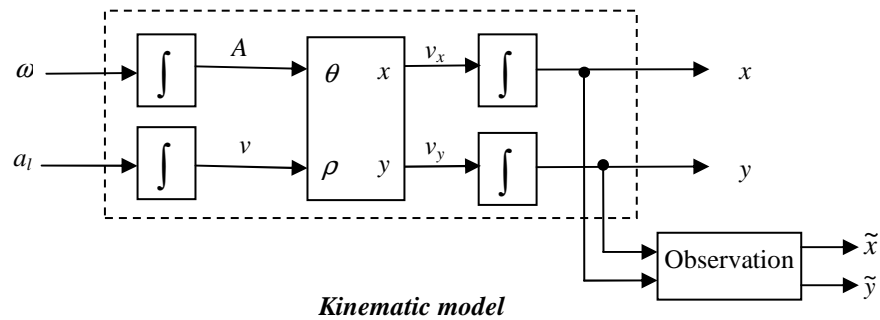 ω ∫ A θ x v_x ∫ x
a_l ∫ v ρ y v_y ∫ y
Observation x̃
ỹ
Kinematic model